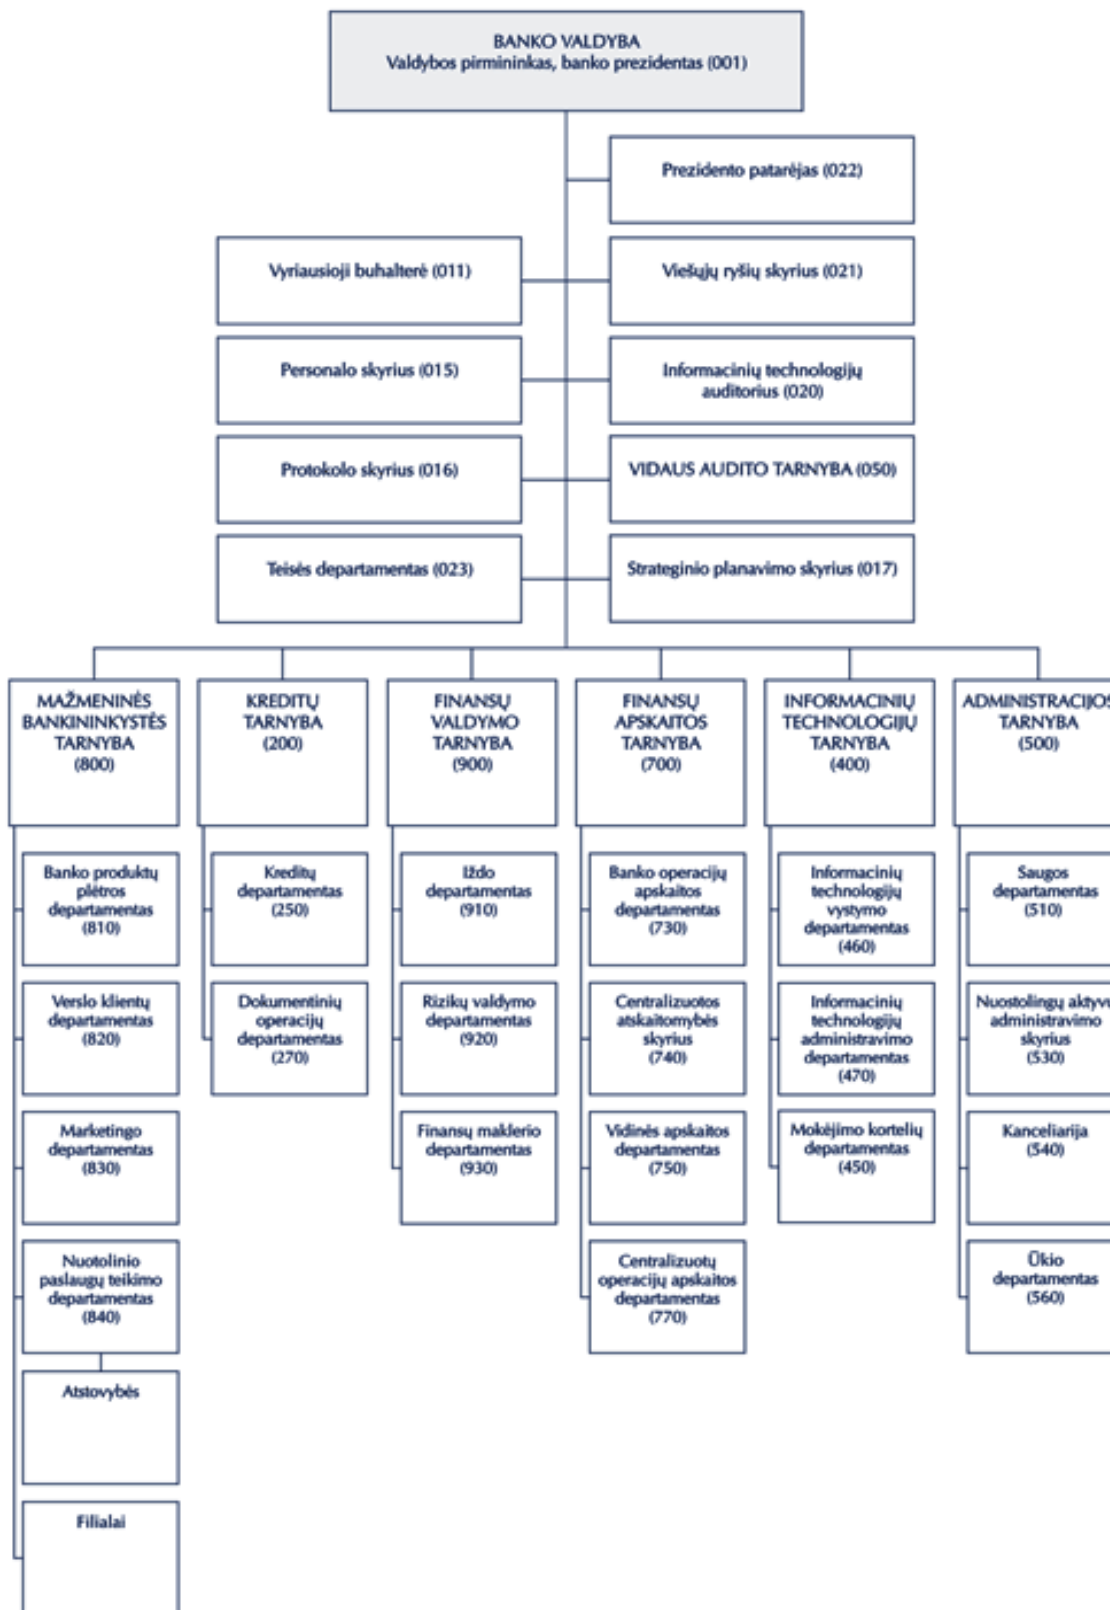 BANKO VALDYBA
Valdybos pirmininkas, banko prezidentas (001)
Prezidento patarėjas (022)
Vyriausioji buhalterė (011)
Viešųjų ryšių skyrius (021)
Personalo skyrius (015)
Informacinių technologijų
auditorius (020)
Protokolo skyrius (016)
VIDAUS AUDITO TARNYBA (050)
Teisės departamentas (023)
Strateginio planavimo skyrius (017)
MAŽMENINĖS
BANKININKYSTĖS
TARNYBA
(800)
KREDITŲ
TARNYBA
(200)
FINANSŲ
VALDYMO
TARNYBA
(900)
FINANSŲ
APSKAITOS
TARNYBA
(700)
INFORMACINIŲ
TECHNOLOGIJŲ
TARNYBA
(400)
ADMINISTRACIJOS
TARNYBA
(500)
Banko produktų
plėtros
departamentas
(810)
Kreditų
departamentas
(250)
Iždo
departamentas
(910)
Banko operacijų
apskaitos
departamentas
(730)
Informacinių
technologijų
vystymo
departamentas
(460)
Saugos
departamentas
(510)
Verslo klientų
departamentas
(820)
Dokumentinių
operacijų
departamentas
(270)
Rizikų valdymo
departamentas
(920)
Centralizuotos
atskaitomybės
skyrius
(740)
Informacinių
technologijų
administravimo
departamentas
(470)
Nuostolingų aktyvų
administravimo
skyrius
(530)
Marketingo
departamentas
(830)
Finansų maklerio
departamentas
(930)
Vidinės apskaitos
departamentas
(750)
Mokėjimo kortelių
departamentas
(450)
Kanceliarija
(540)
Nuotolinio
paslaugų teikimo
departamentas
(840)
Centralizuotų
operacijų apskaitos
departamentas
(770)
Ūkio
departamentas
(560)
Atstovybės
Filialai